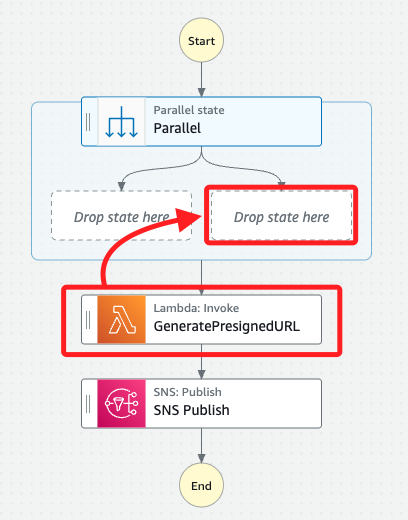 Start
Parallel state
Parallel
Drop state here
Drop state here
Lambda: Invoke
GeneratePresignedURL
SNS: Publish
SNS Publish
End